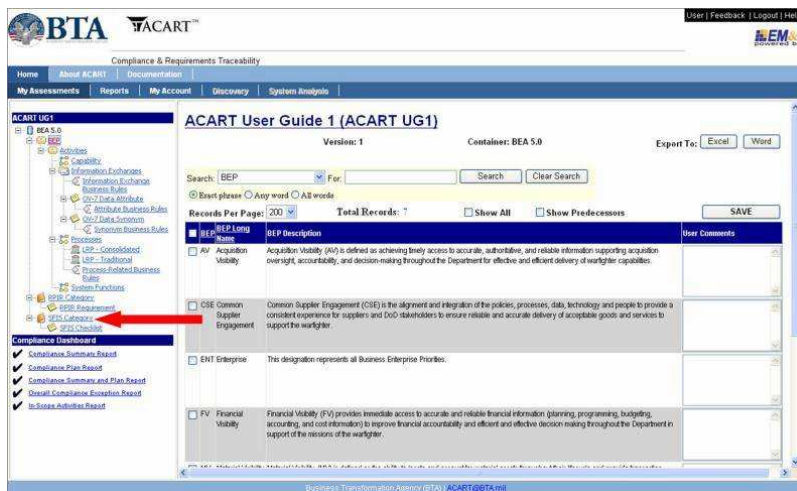 BTA
ACART™
User | Feedback | Logout | Hel
EM&
powered b
Compliance & Requirements Traceability
Home About ACART Documentation
My Assessments Reports My Account Discovery System Analysis
ACART UG1
BEA 5.0
BEP
Activities
Capability
Information Exchanges
Information Exchange
Business Rules
OV-7 Data Attribute
Attribute Business Rules
OV-7 Data Synonym
Synonym Business Rules
Processes
LRP - Consolidated
LRP - Traditional
Process-Related Business
Rules
System Functions
RPIR Category
RPIR Requirement
SFIS Category
SFIS Checklist
Compliance Dashboard
Compliance Summary Report
Compliance Plan Report
Compliance Summary and Plan Report
Overall Compliance Exception Report
In Scope Activities Report
ACART User Guide 1 (ACART UG1)
Version: 1 Container: BEA 5.0 Export To: Excel Word
Search: BEP For: Search Clear Search
Exact phrase Any word All words
Records Per Page: 200 Total Records: 7 Show All Show Predecessors SAVE
BEP BEP Long Name BEP Description User Comments
AV Acquisition Visibility Acquisition Visibility (AV) is defined as achieving timely access to accurate, authoritative, and reliable information supporting acquisition
oversight, accountability, and decision-making throughout the Department for effective and efficient delivery of warfighter capabilities.
CSE Common Supplier Engagement Common Supplier Engagement (CSE) is the alignment and integration of the policies, processes, data, technology and people to provide a
consistent experience for suppliers and DoD stakeholders to ensure reliable and accurate delivery of acceptable goods and services to
support the warfighter.
ENT Enterprise This designation represents all Business Enterprise Priorities.
FV Financial Visibility Financial Visibility (FV) provides immediate access to accurate and reliable financial information (planning, programming, budgeting,
accounting, and cost information) to improve financial accountability and efficient and effective decision making throughout the Department in
support of the missions of the warfighter.
Business Transformation Agency (BTA) | ACART@BTA.mil